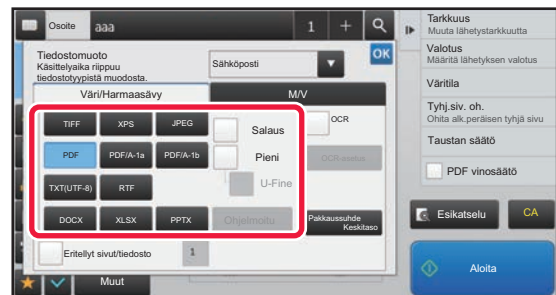 Osoite
aaa
1
+
Tiedostomuoto
Käsittelyaika riippuu
tiedostotyypistä muodosta.
Sähköposti
OK
Väri/Harmaasävy
M/V
TIFF
XPS
JPEG
Salaus
OCR
PDF
PDF/A-1a
PDF/A-1b
Pieni
OCR-asetus
TXT(UTF-8)
RTF
U-Fine
DOCX
XLSX
PPTX
Ohjelmoitu
Pakkaussuhde
Keskitaso
Eritellyt sivut/tiedosto
1
Muut
Tarkkuus
Muuta lähetystarkkuutta
Valotus
Määritä lähetyksen valotus
Väritila
Tyhj.siv. oh.
Ohita alk.peräisen tyhjä sivu
Taustan säätö
PDF vinosäätö
Esikatselu
CA
Aloita